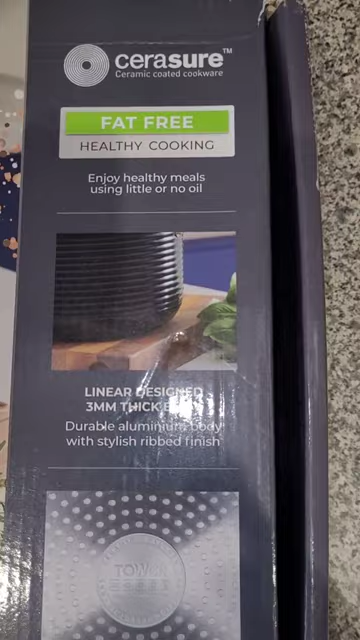 cerasure™
Ceramic coated cookware
FAT FREE
HEALTHY COOKING
Enjoy healthy meals
using little or no oil
LINEAR DESIGNED
3MM THICK
Durable aluminium body
with stylish ribbed finish
TOWER